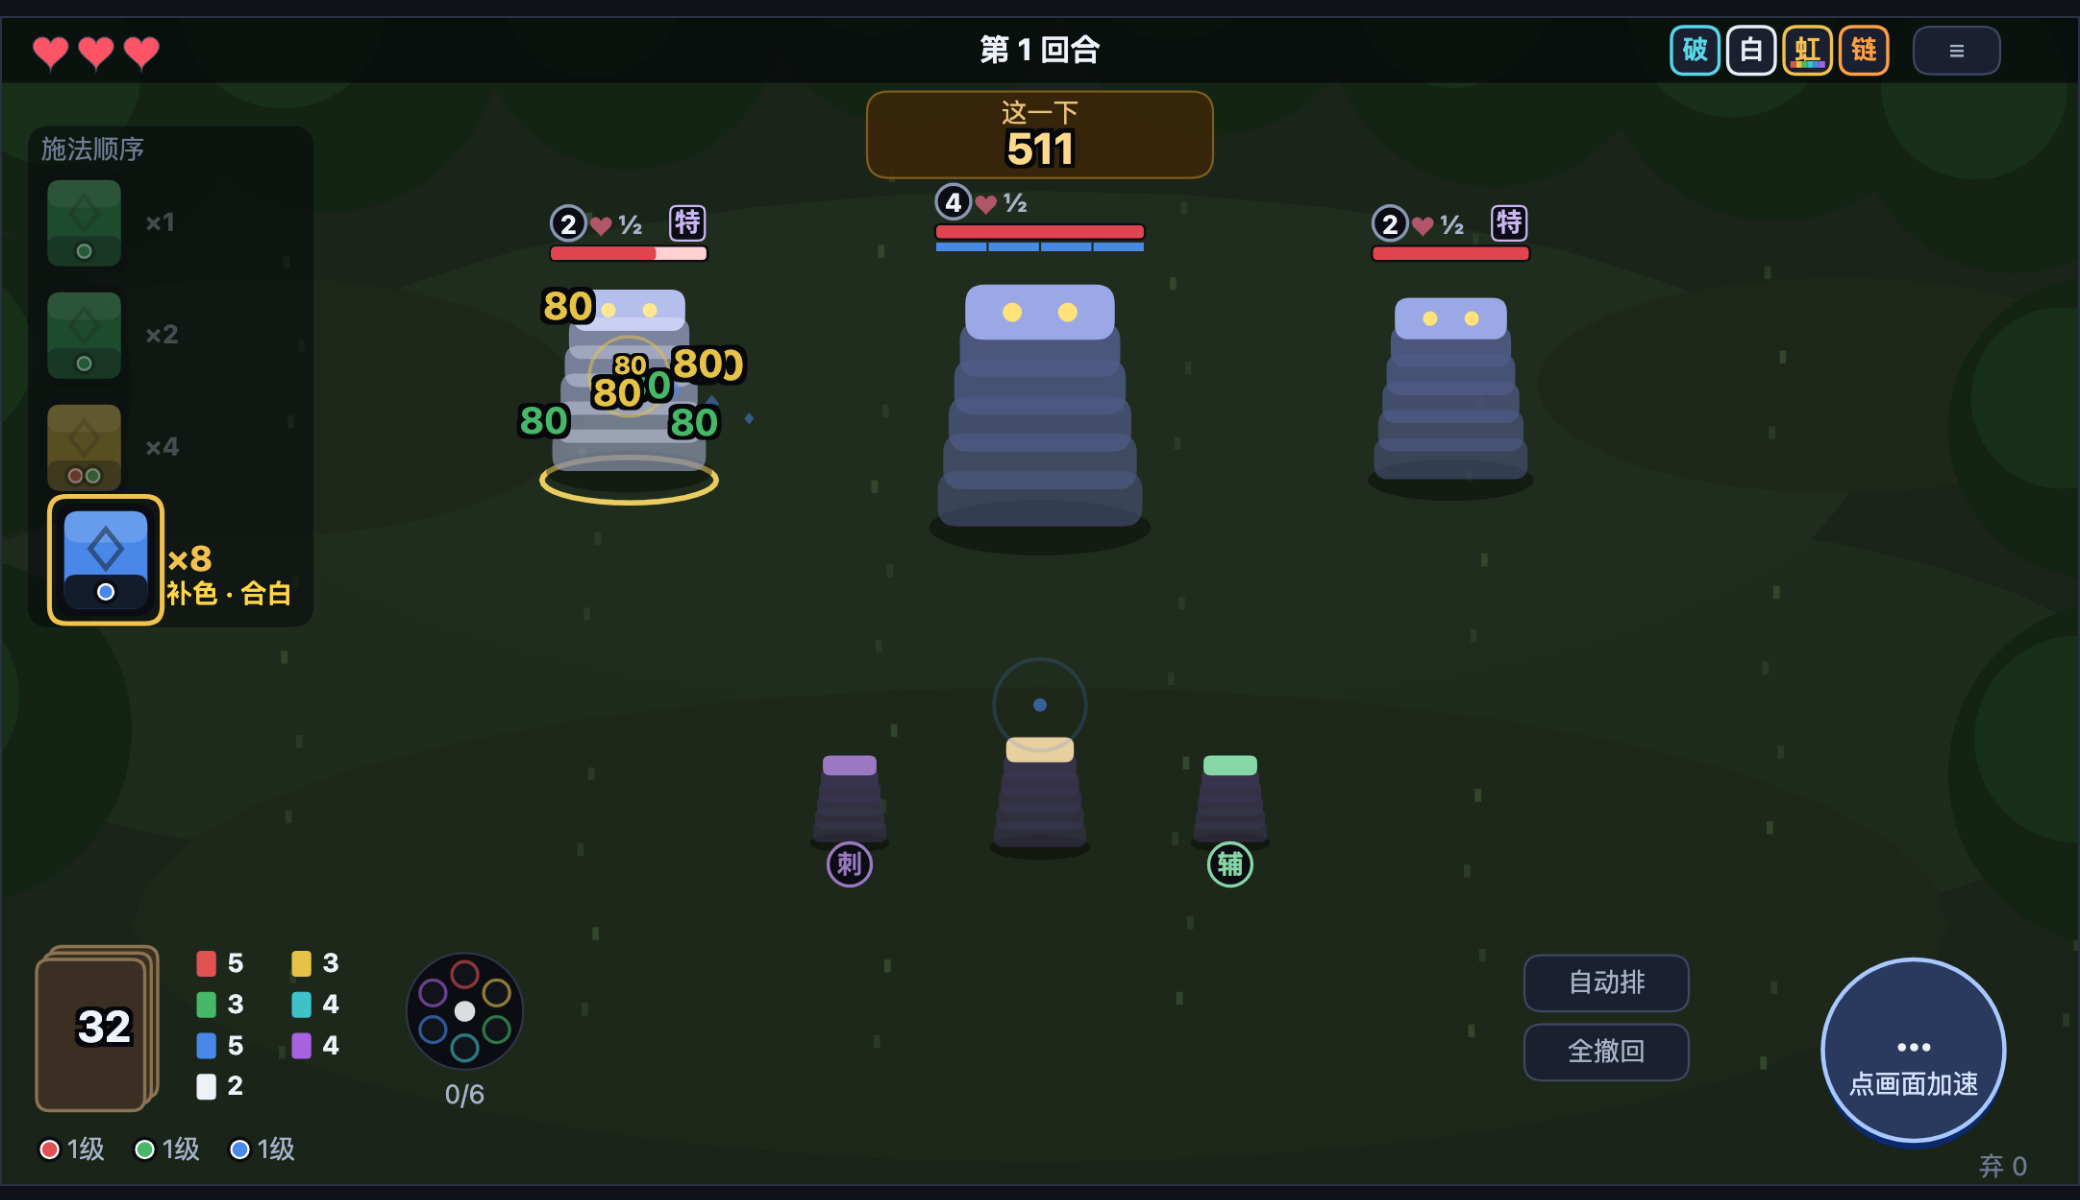 第 1 回合
破 白 虹 链 ≡
施法顺序
这一下
511
×1
×2
×4
×8
补色 · 合白
2 ½ 特
4 ½
2 ½ 特
80
80
80
80
80
80
刺
辅
32
5 3
3 4
5 4
2
0/6
1级 1级 1级
自动排
全撤回
•••
点画面加速
弃 0